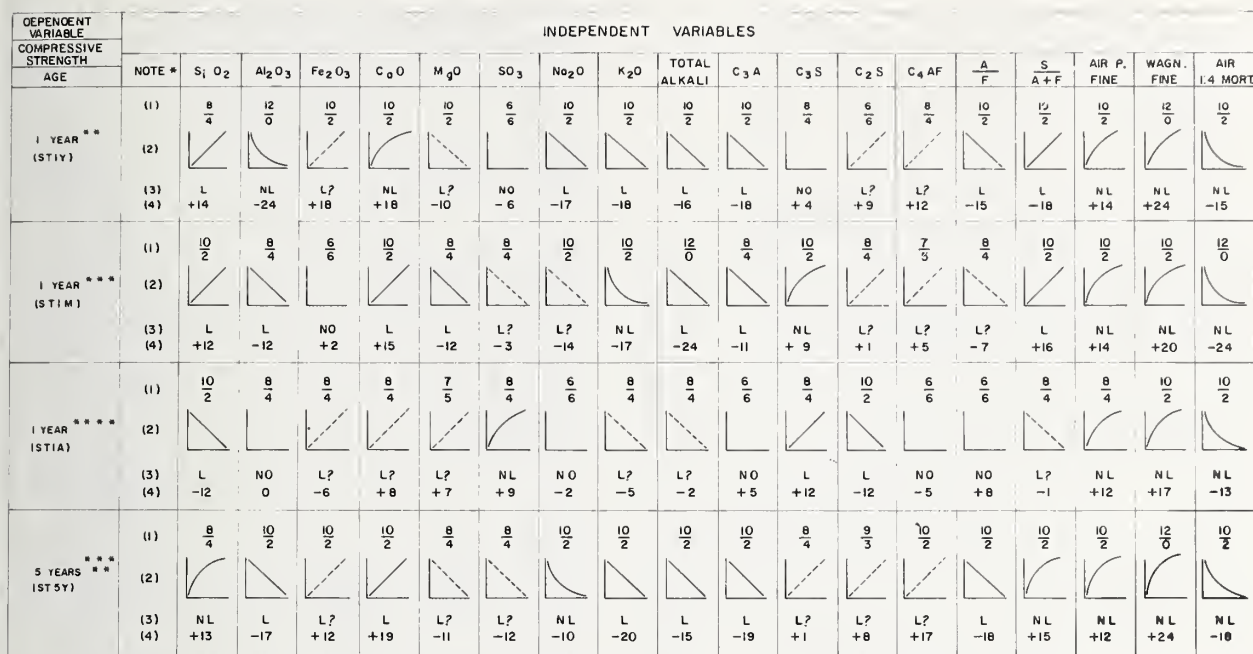 DEPENDENT VARIABLE
INDEPENDENT VARIABLES
COMPRESSIVE STRENGTH
AGE NOTE * Si O2 Al2O3 Fe2O3 CaO MgO SO3 Na2O K2O TOTAL ALKALI C3A C3S C2S C4AF A/F S/A+F AIR P. FINE WAGN. FINE AIR 1:4 MORT
(1) 8/4 12/0 10/2 10/2 10/2 6/6 10/2 10/2 10/2 10/2 8/4 6/6 8/4 10/2 10/2 10/2 12/0 10/2
1 YEAR ** (ST1Y) (2)
(3) L NL L? NL L? NO L L L L NO L? L? L L NL NL NL
(4) +14 -24 +18 +18 -10 -6 -17 -18 -16 -18 +4 +9 +12 -15 -18 +14 +24 -15
(1) 10/2 8/4 6/6 10/2 8/4 8/4 10/2 10/2 12/0 8/4 10/2 8/4 7/5 8/4 10/2 10/2 10/2 12/0
1 YEAR *** (ST1M) (2)
(3) L L NO L L L? L? NL L L NL L? L? L? L NL NL NL
(4) +12 -12 +2 +15 -12 -3 -14 -17 -24 -11 +9 +1 +5 -7 +16 +14 +20 -24
(1) 10/2 8/4 8/4 8/4 7/5 8/4 6/6 8/4 8/4 6/6 8/4 10/2 6/6 6/6 8/4 8/4 10/2 10/2
1 YEAR **** (ST1A) (2)
(3) L NO L? L? L? NL NO L? L? NO L L NO NO L? NL NL NL
(4) -12 0 -6 +8 +7 +9 -2 -5 -2 +5 +12 -12 -5 +8 -1 +12 +17 -13
(1) 8/4 10/2 10/2 10/2 8/4 8/4 10/2 10/2 10/2 10/2 8/4 9/3 10/2 10/2 10/2 10/2 12/0 10/2
5 YEARS *** ** (ST5Y) (2)
(3) NL L L? L L? L? NL L L L L? L? L? L NL NL NL NL
(4) +13 -17 +12 +19 -11 -12 -10 -20 -15 -19 +1 +8 +17 -18 +15 +12 +24 -18